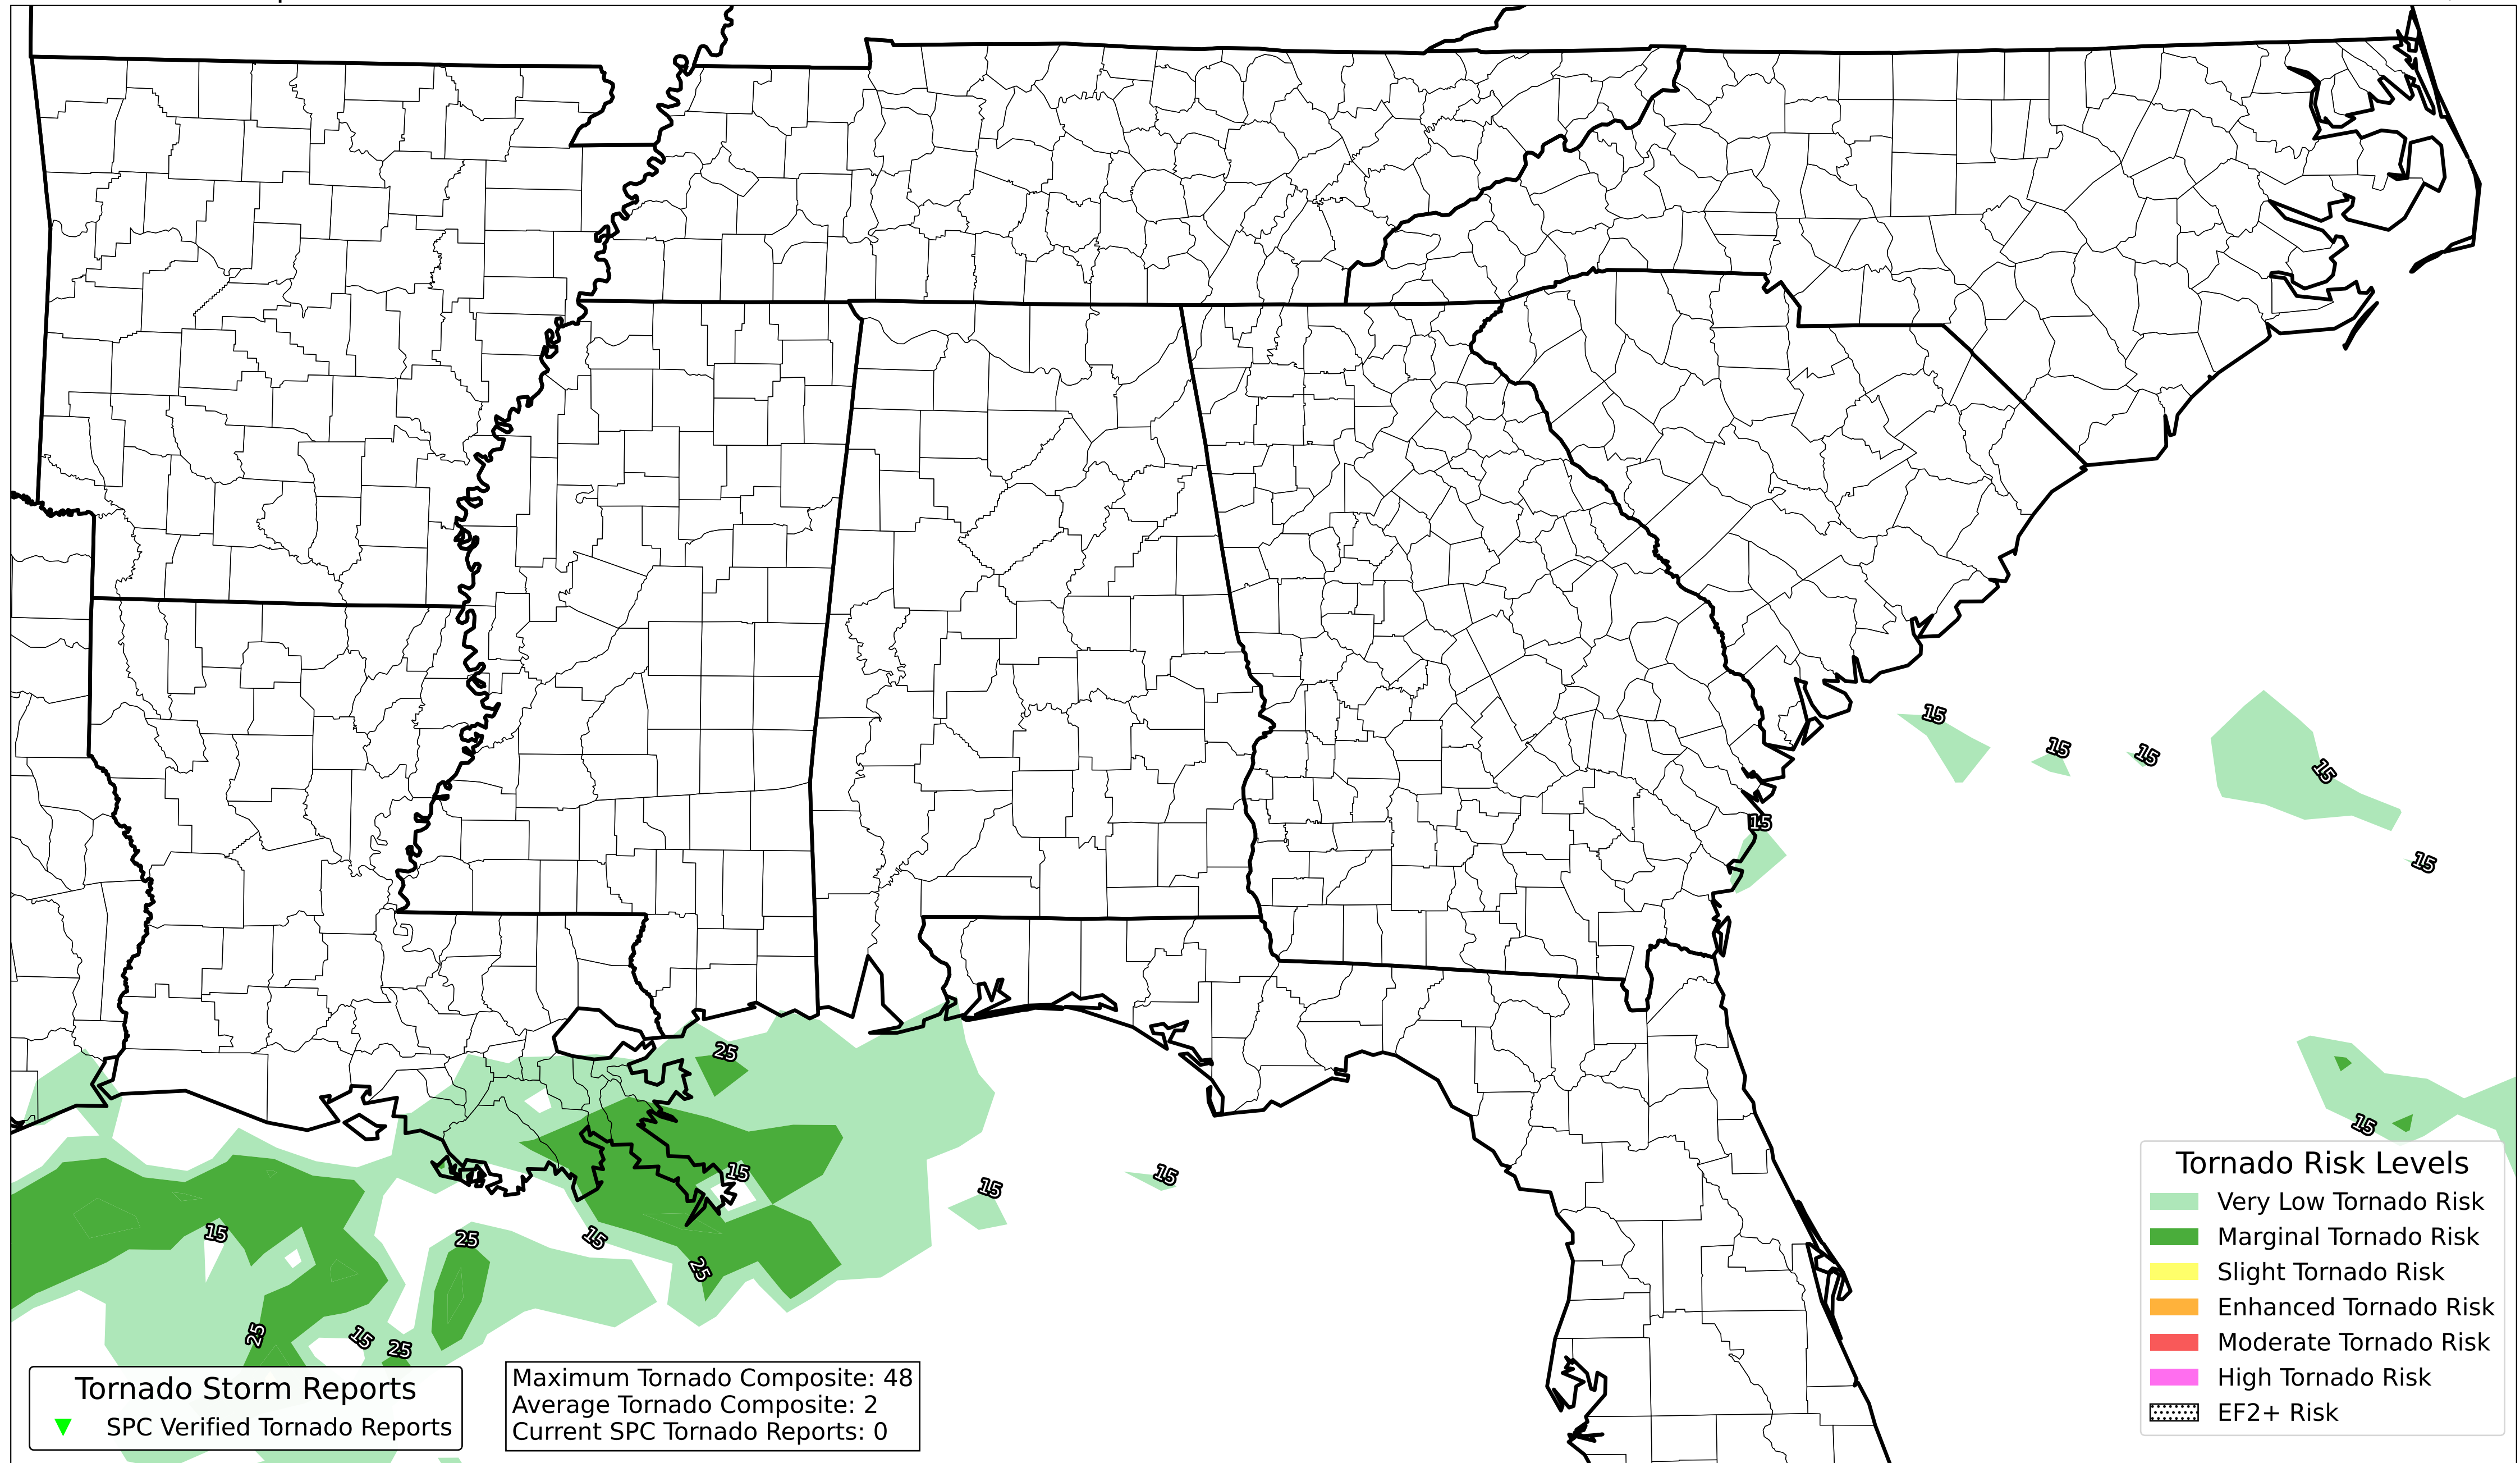 15
15
15
15
15
15
25
15
15
15
15
15
25
15
25
25
15
25
Tornado Risk Levels
Very Low Tornado Risk
Marginal Tornado Risk
Slight Tornado Risk
Enhanced Tornado Risk
Moderate Tornado Risk
High Tornado Risk
EF2+ Risk
Tornado Storm Reports
SPC Verified Tornado Reports
Maximum Tornado Composite: 48
Average Tornado Composite: 2
Current SPC Tornado Reports: 0